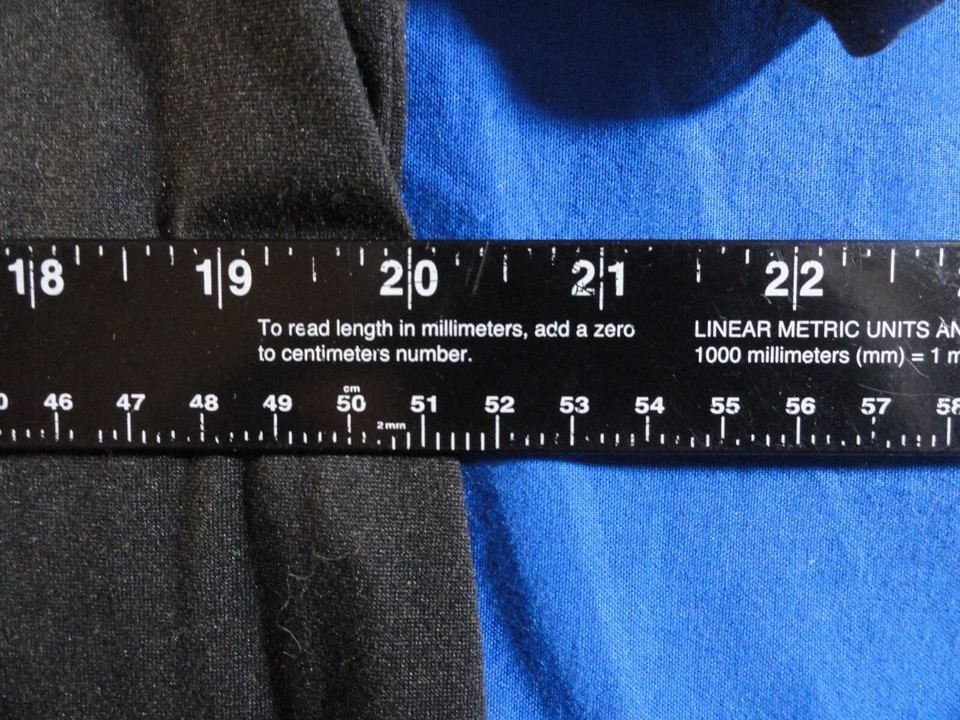 18 19 20 21 22
To read length in millimeters, add a zero
to centimeters number.
LINEAR METRIC UNITS AN
1000 millimeters (mm) = 1 m
cm
46 47 48 49 50 51 52 53 54 55 56 57 58
2mm